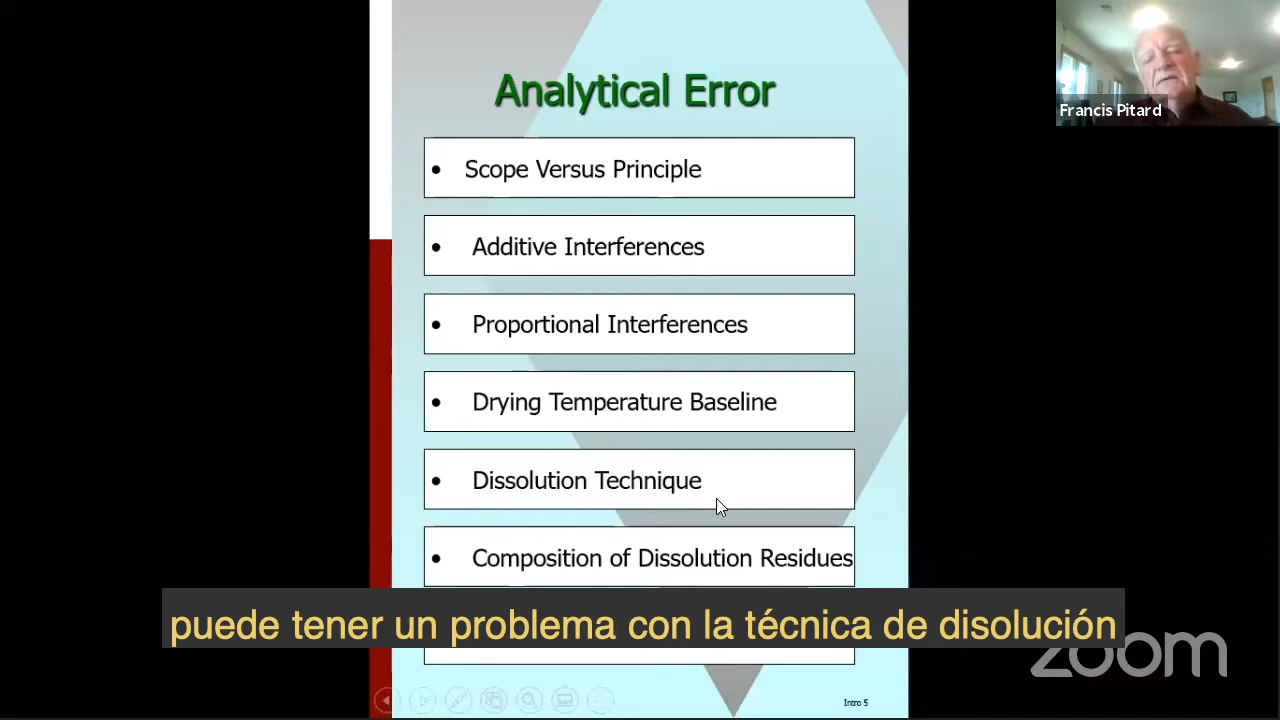 Analytical Error
Francis Pitard
• Scope Versus Principle
• Additive Interferences
• Proportional Interferences
• Drying Temperature Baseline
• Dissolution Technique
• Composition of Dissolution Residues
puede tener un problema con la técnica de disolución
zoom
Intro 5